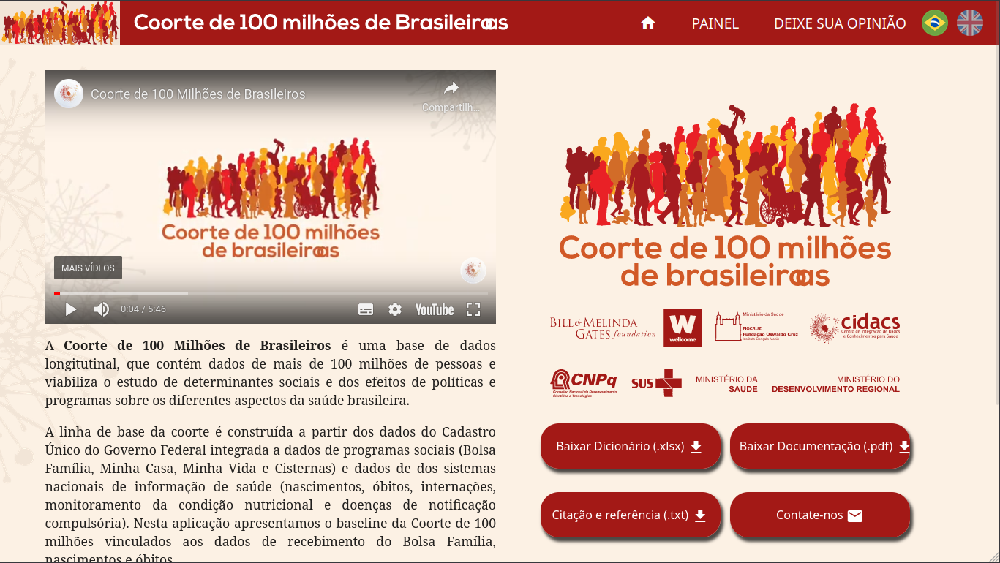 Coorte de 100 milhões de Brasileiroas
PAINEL
DEIXE SUA OPINIÃO
Coorte de 100 Milhões de Brasileiros
Compartilh...
Coorte de 100 milhões
de brasileiroas
MAIS VÍDEOS
0:04 / 5:46
YouTube
A Coorte de 100 Milhões de Brasileiros é uma base de dados
longitutinal, que contém dados de mais de 100 milhões de pessoas e
viabiliza o estudo de determinantes sociais e dos efeitos de políticas e
programas sobre os diferentes aspectos da saúde brasileira.
A linha de base da coorte é construída a partir dos dados do Cadastro
Único do Governo Federal integrada a dados de programas sociais (Bolsa
Família, Minha Casa, Minha Vida e Cisternas) e dados de dos sistemas
nacionais de informação de saúde (nascimentos, óbitos, internações,
monitoramento da condição nutricional e doenças de notificação
compulsória). Nesta aplicação apresentamos o baseline da Coorte de 100
milhões vinculados aos dados de recebimento do Bolsa Família,
nascimentos e óbitos.
Coorte de 100 milhões
de brasileiroas
BILL & MELINDA
GATES foundation
W
wellcome
Ministério da Saúde
FIOCRUZ
Fundação Oswaldo Cruz
Instituto Gonçalo Moniz
cidacs
Centro de Integração de Dados
e Conhecimentos para Saúde
CNPq
Conselho Nacional de Desenvolvimento
Científico e Tecnológico
SUS
MINISTÉRIO DA
SAÚDE
MINISTÉRIO DO
DESENVOLVIMENTO REGIONAL
Baixar Dicionário (.xlsx)
Baixar Documentação (.pdf)
Citação e referência (.txt)
Contate-nos